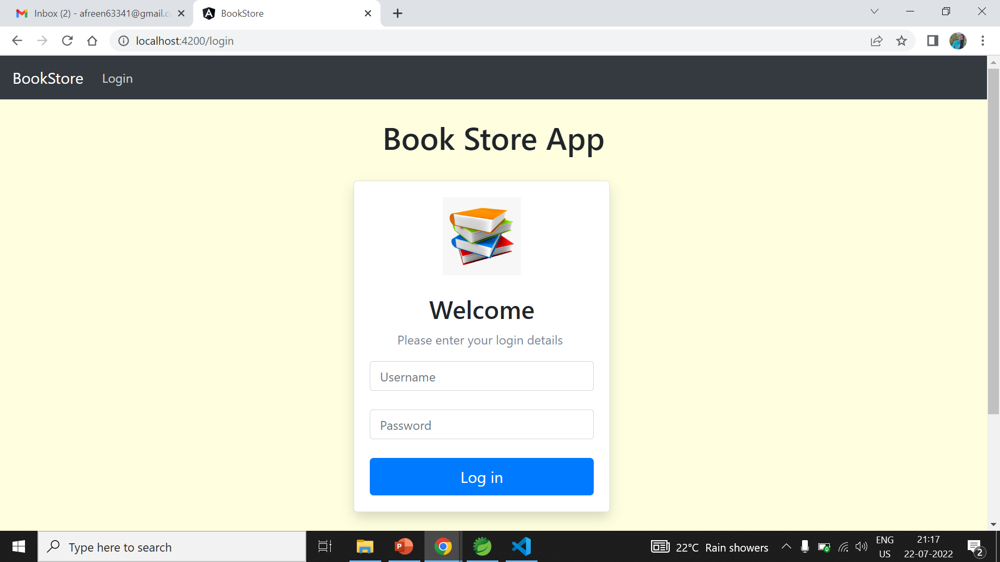 Inbox (2) - afreen63341@gmail.c
BookStore
localhost:4200/login
BookStore
Login
Book Store App
Welcome
Please enter your login details
Username
Password
Log in
Type here to search
P
22°C Rain showers
ENG
US
21:17
22-07-2022
2